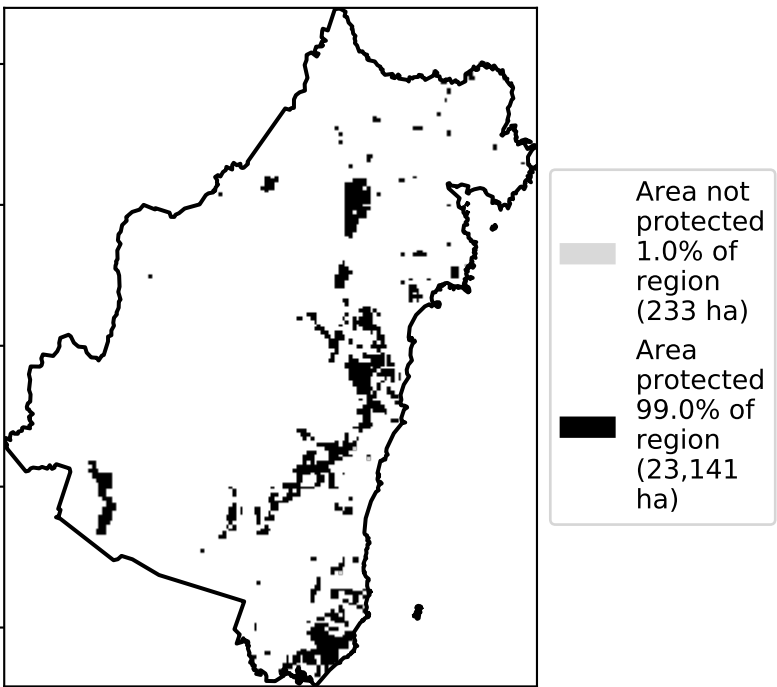 Area not
protected
1.0% of
region
(233 ha)
Area
protected
99.0% of
region
(23,141
ha)